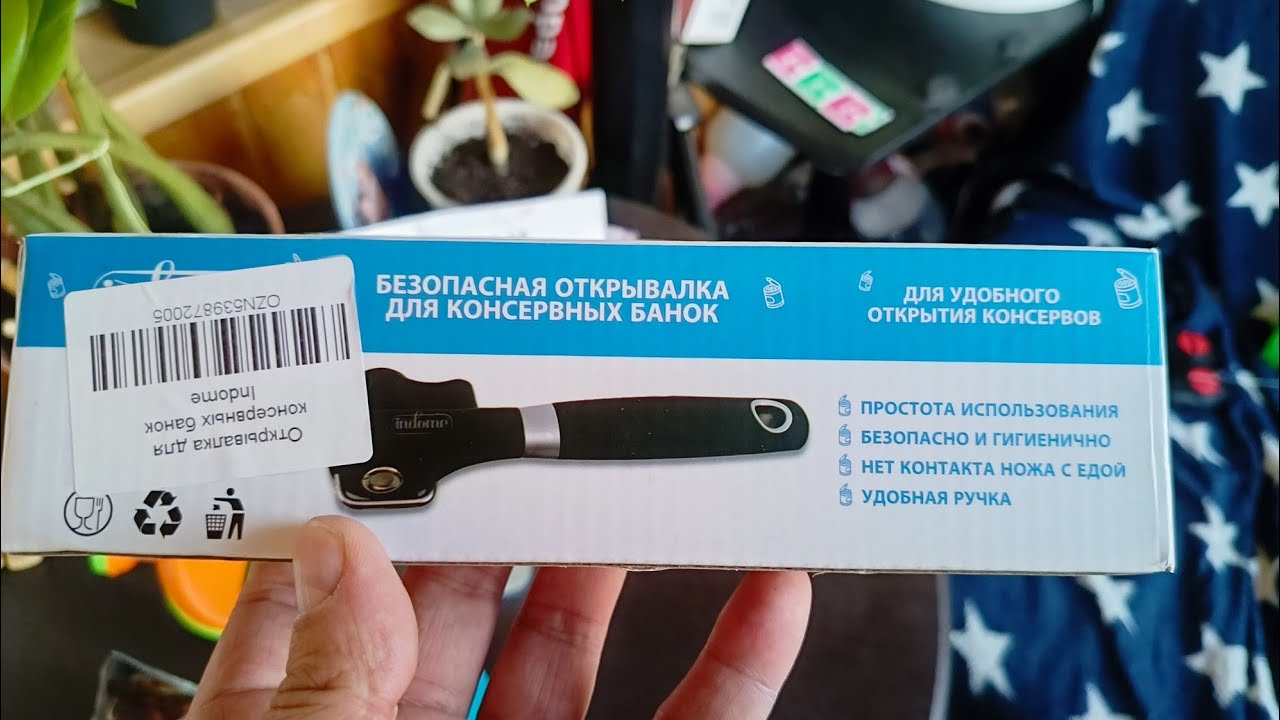 БЕЗОПАСНАЯ ОТКРЫВАЛКА
ДЛЯ КОНСЕРВНЫХ БАНОК
ДЛЯ УДОБНОГО
ОТКРЫТИЯ КОНСЕРВОВ
OZN539872005
Открывалка для
консервных банок
Indome
indome
ПРОСТОТА ИСПОЛЬЗОВАНИЯ
БЕЗОПАСНО И ГИГИЕНИЧНО
НЕТ КОНТАКТА НОЖА С ЕДОЙ
УДОБНАЯ РУЧКА